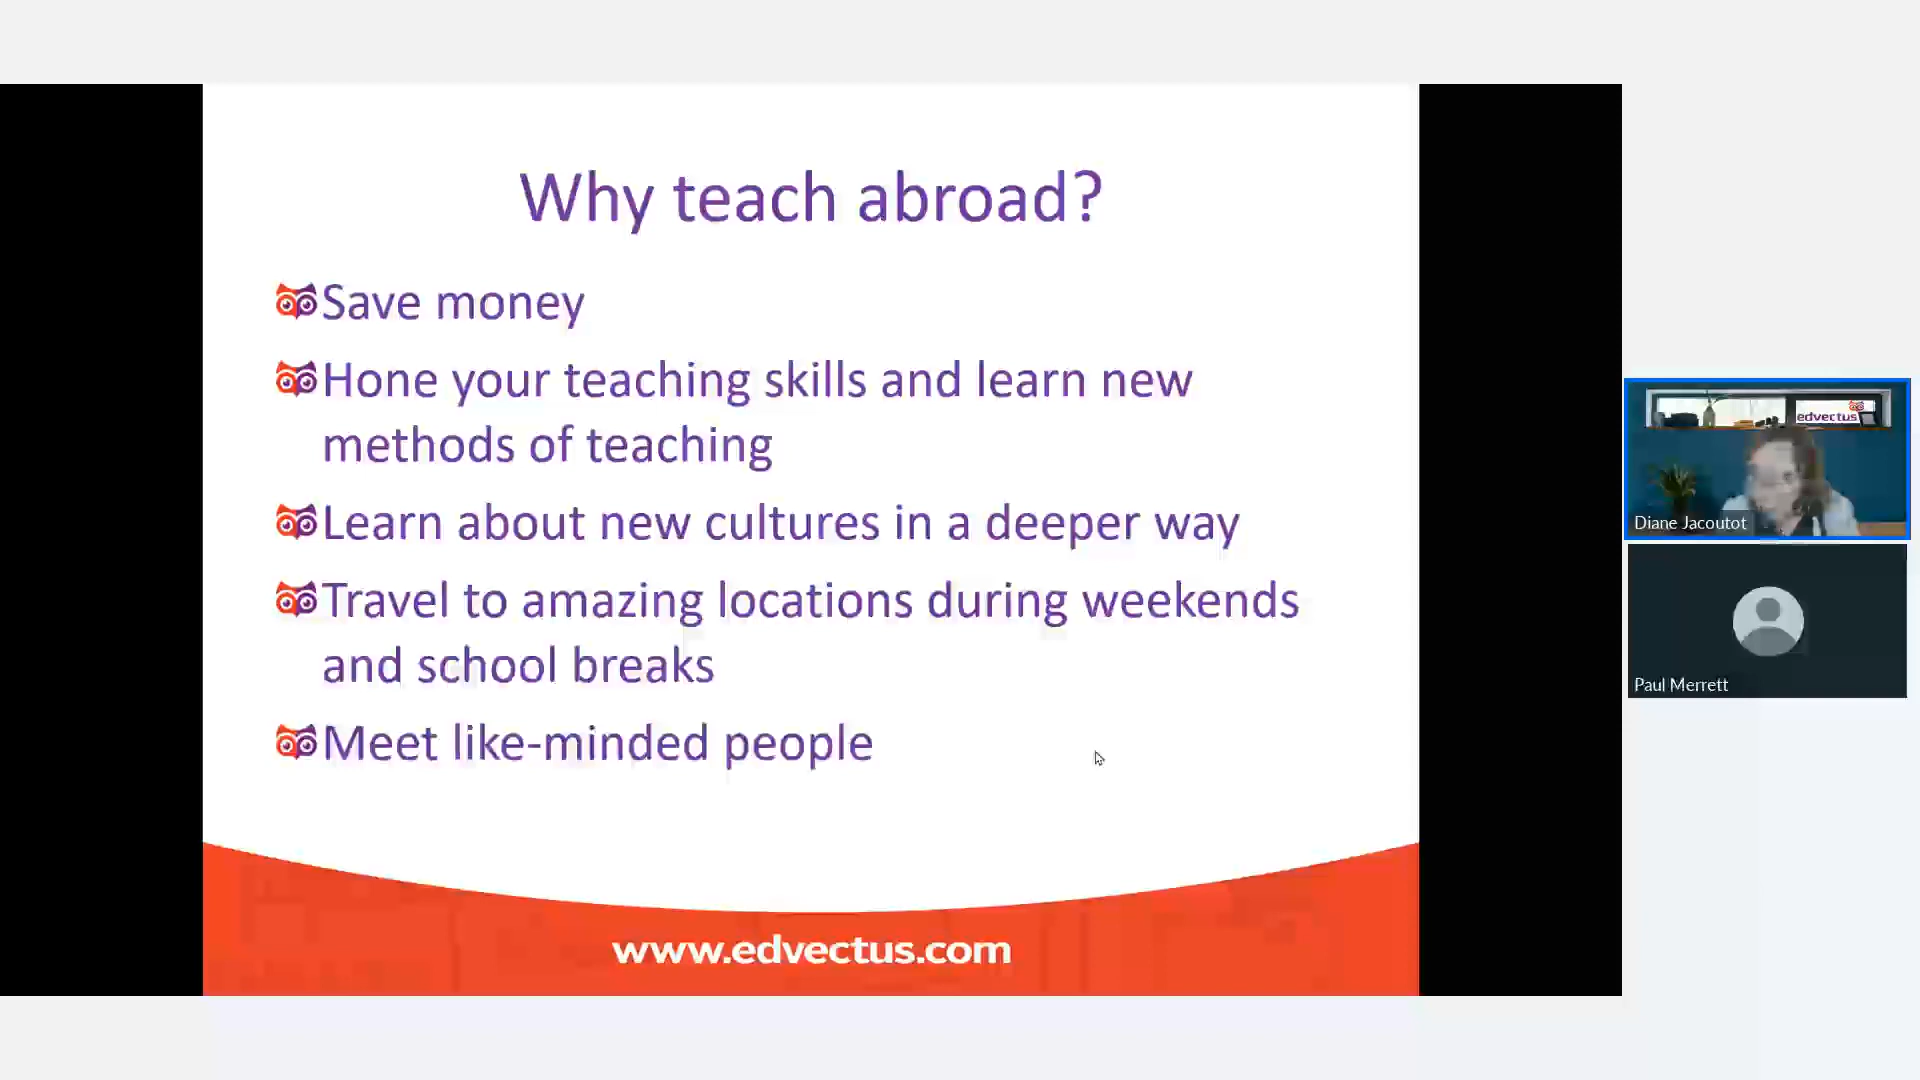 Why teach abroad?
Save money
Hone your teaching skills and learn new
methods of teaching
Learn about new cultures in a deeper way
Travel to amazing locations during weekends
and school breaks
Meet like-minded people
www.edvectus.com
edvectus
Diane Jacoutot
Paul Merrett